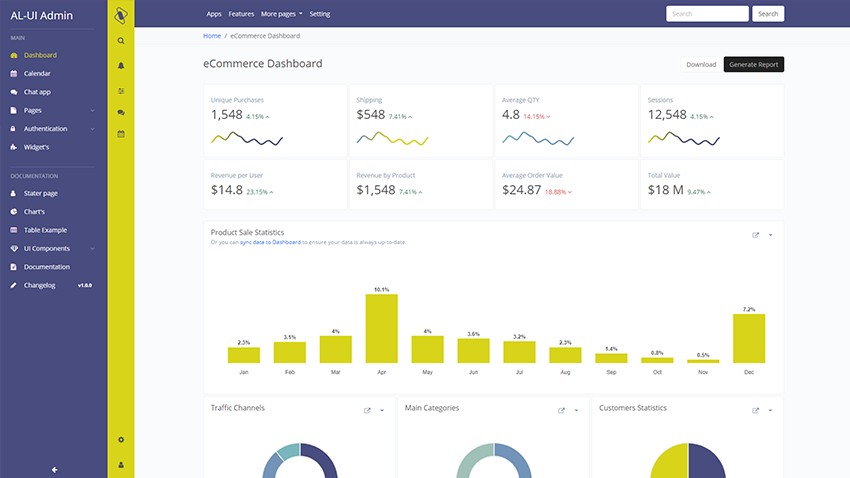 AL-UI Admin
MAIN
Dashboard
Calendar
Chat app
Pages
Authentication
Widget's
DOCUMENTATION
Stater page
Chart's
Table Example
UI Components
Documentation
Changelog v1.0.0
Apps Features More pages Setting
Search Search
Home / eCommerce Dashboard
eCommerce Dashboard
Download Generate Report
Unique Purchases
1,548 4.15%
Shipping
$548 7.41%
Average QTY
4.8 14.15%
Sessions
12,548 4.15%
Revenue per User
$14.8 23.15%
Revenue by Product
$1,548 7.41%
Average Order Value
$24.87 18.88%
Total Value
$18 M 9.47%
Product Sale Statistics
Or you can sync data to Dashboard to ensure your data is always up-to-date.
2.3% 3.1% 4% 10.1% 4% 3.6% 3.2% 2.3% 1.4% 0.8% 0.5% 7.2%
Jan Feb Mar Apr May Jun Jul Aug Sep Oct Nov Dec
Traffic Channels
Main Categories
Customers Statistics